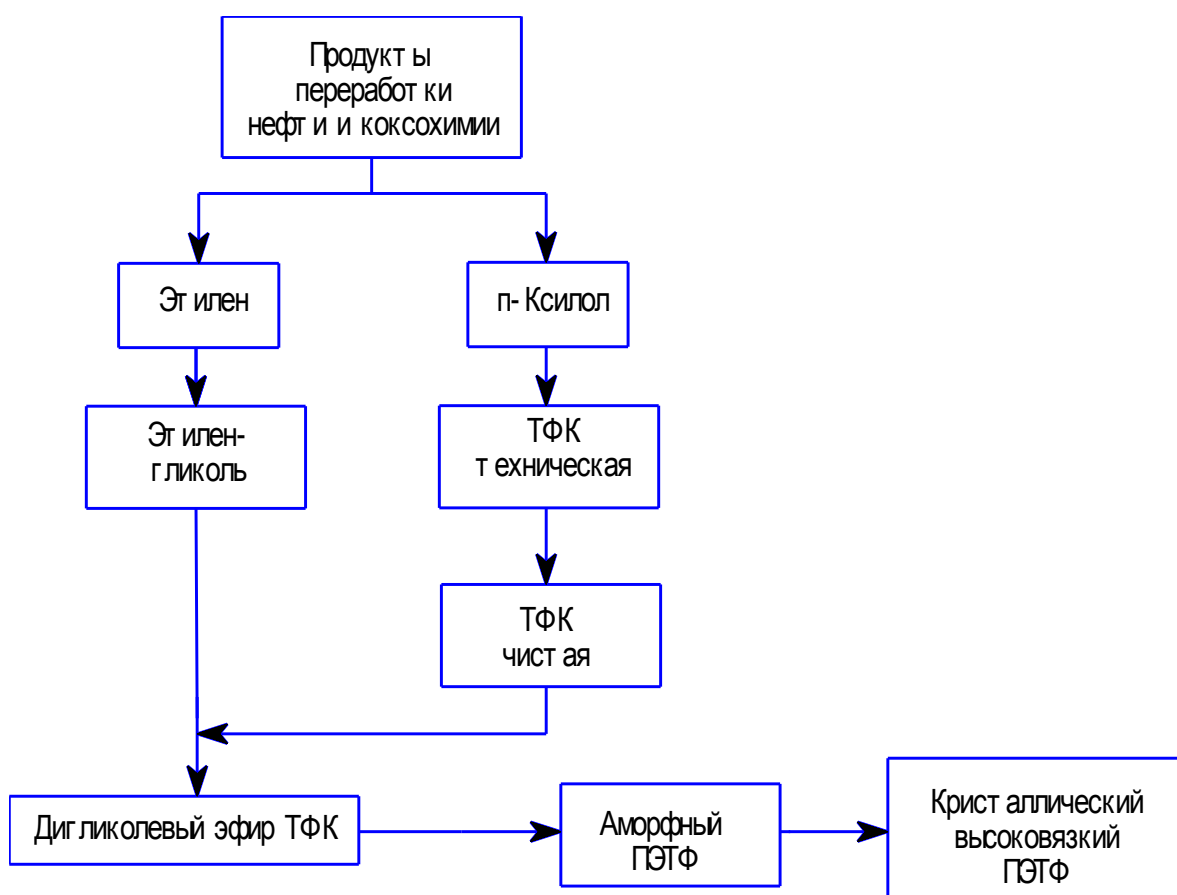 Продукты
переработки
нефти и коксохимии
Этилен
п- Ксилол
Этилен-
гликоль
ТФК
техническая
ТФК
чистая
Дигликолевый эфир ТФК
Аморфный
ПЭТФ
Кристаллический
высоковязкий
ПЭТФ